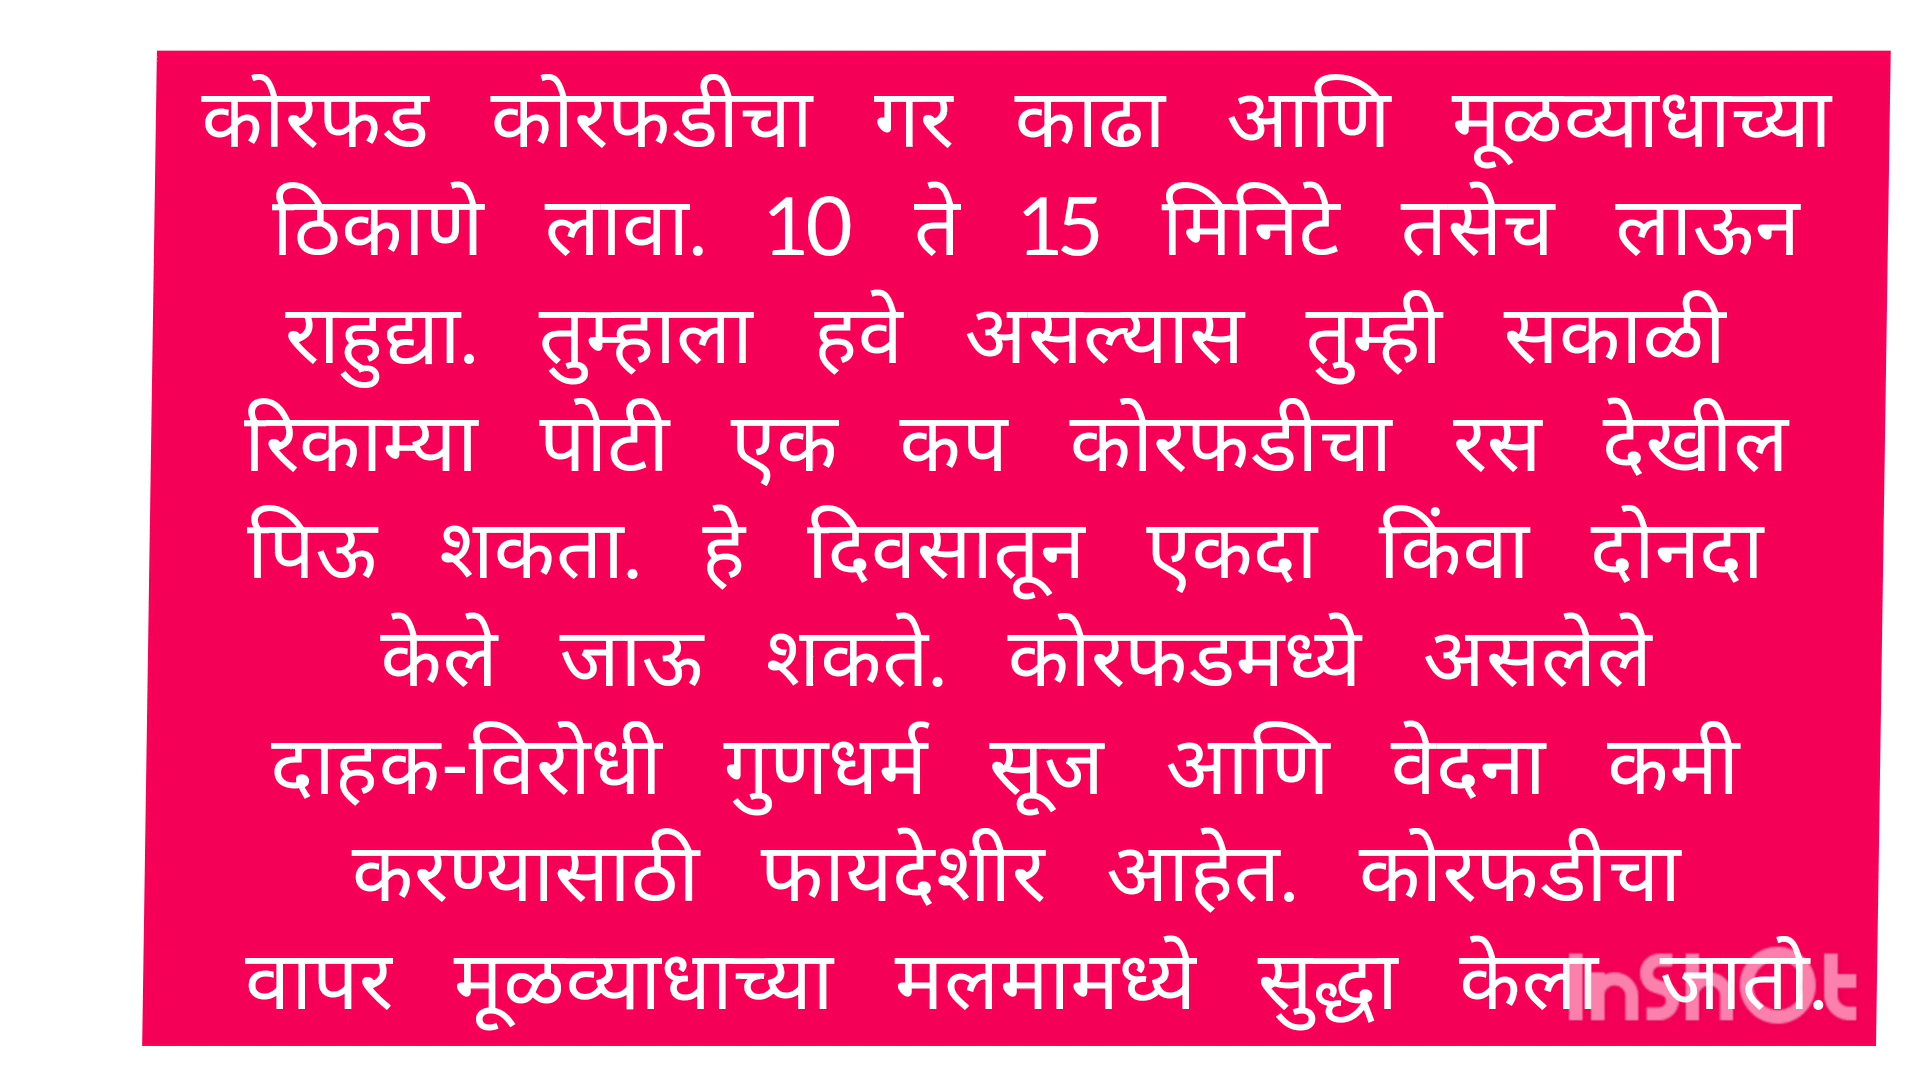 कोरफड कोरफडीचा गर काढा आणि मूळव्याधाच्या
ठिकाणे लावा. 10 ते 15 मिनिटे तसेच लाऊन
राहुद्या. तुम्हाला हवे असल्यास तुम्ही सकाळी
रिकाम्या पोटी एक कप कोरफडीचा रस देखील
पिऊ शकता. हे दिवसातून एकदा किंवा दोनदा
केले जाऊ शकते. कोरफडमध्ये असलेले
दाहक-विरोधी गुणधर्म सूज आणि वेदना कमी
करण्यासाठी फायदेशीर आहेत. कोरफडीचा
वापर मूळव्याधाच्या मलमामध्ये सुद्धा केला जातो.
InShOt